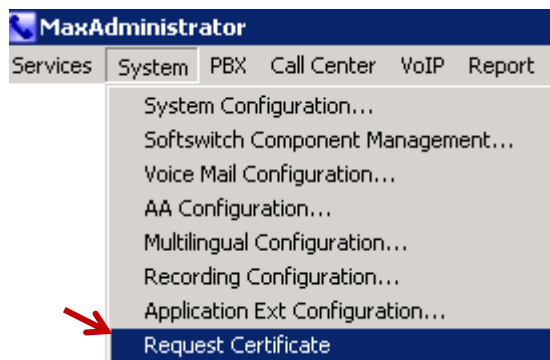 MaxAdministrator
Services System PBX Call Center VoIP Report
System Configuration...
Softswitch Component Management...
Voice Mail Configuration...
AA Configuration...
Multilingual Configuration...
Recording Configuration...
Application Ext Configuration...
Request Certificate